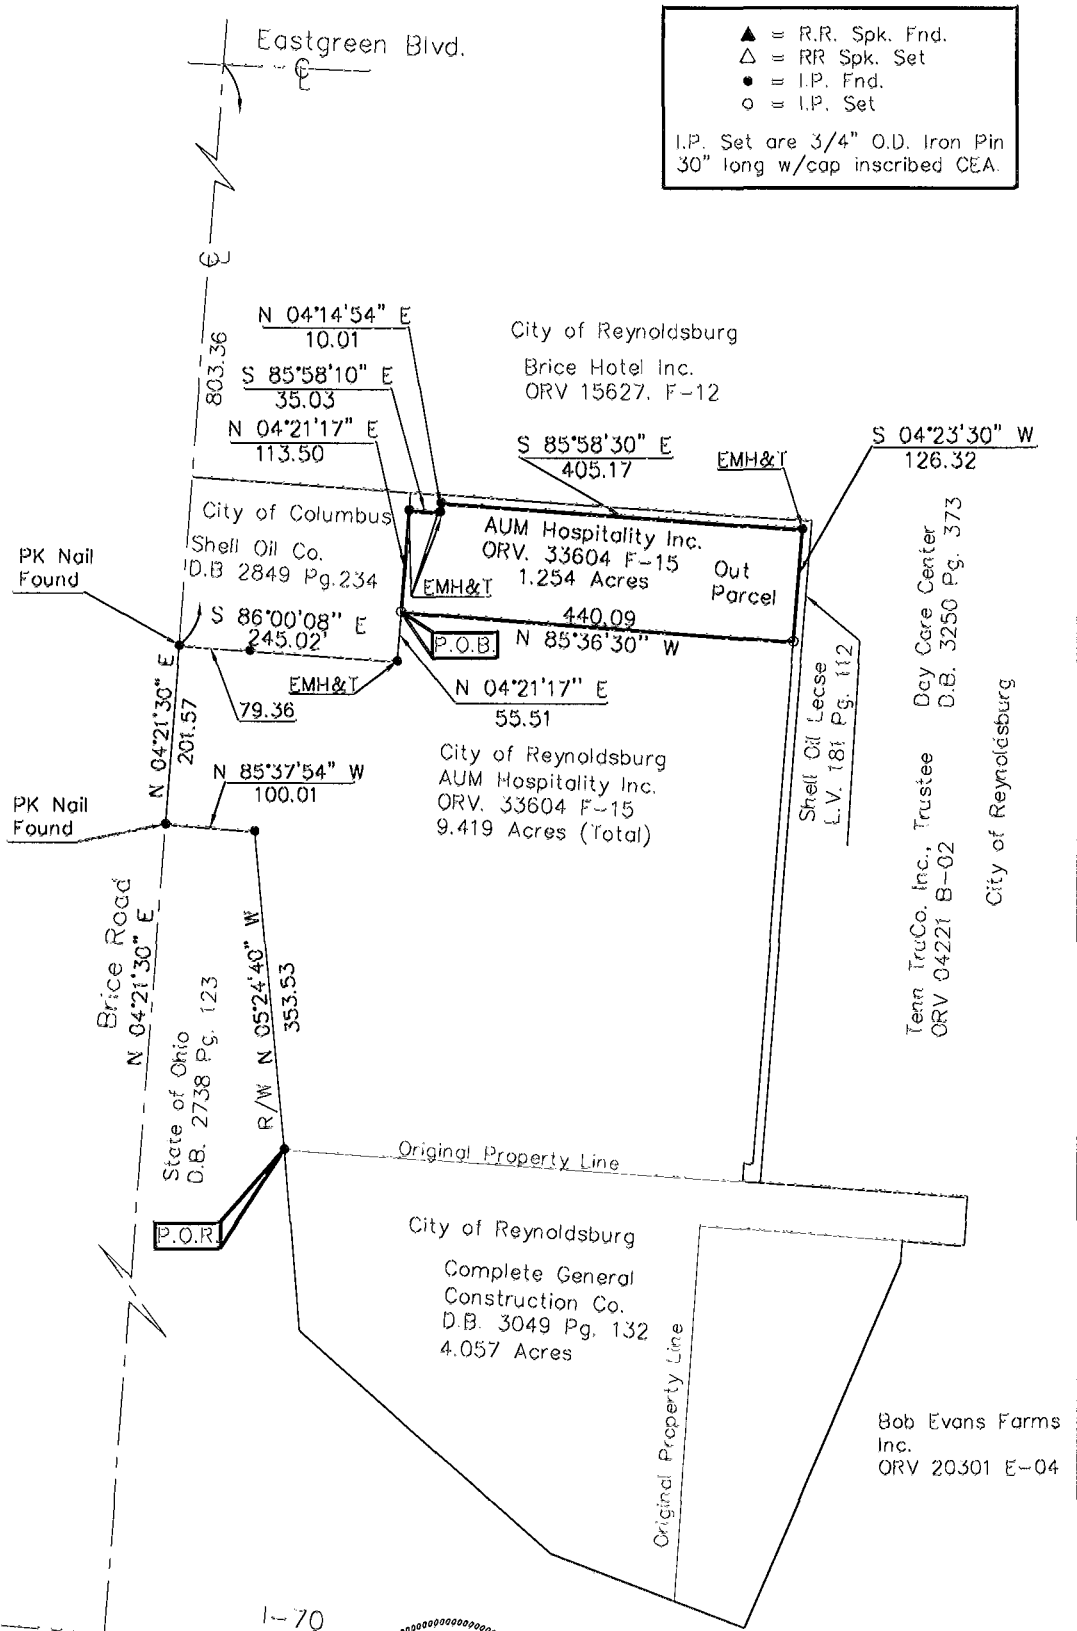 Eastgreen Blvd.
▲ = R.R. Spk. Fnd.
△ = RR Spk. Set
● = I.P. Fnd.
○ = I.P. Set
I.P. Set are 3/4" O.D. Iron Pin
30" long w/cap inscribed CEA.
803.36
N 04°14'54" E
10.01
S 85°58'10" E
35.03
N 04°21'17" E
113.50
City of Reynoldsburg
Brice Hotel Inc.
ORV 15627. F-12
S 85°58'30" E
405.17
EMH&T
S 04°23'30" W
126.32
City of Columbus
Shell Oil Co.
D.B 2849 Pg.234
PK Nail
Found
AUM Hospitality Inc.
ORV. 33604 F-15
1.254 Acres
Out
Parcel
EMH&T
440.09
N 85°36'30" W
P.O.B.
S 86°00'08" E
245.02'
EMH&T
79.36
N 04°21'17" E
55.51
N 04°21'30" E
201.57
N 85°37'54" W
100.01
PK Nail
Found
City of Reynoldsburg
AUM Hospitality Inc.
ORV. 33604 F-15
9.419 Acres (Total)
Shell Oil Lecse
L.V. 181 Pg. 112
Tenn TruCo. Inc., Trustee
ORV 04221 B-02
Day Care Center
D.B. 3250 Pg. 373
City of Reynoldsburg
Brice Road
N 04°21'30" E
State of Ohio
D.B. 2738 Pg. 123
R/W N 05°24'40" W
353.53
Original Property Line
P.O.R.
City of Reynoldsburg
Complete General
Construction Co.
D.B. 3049 Pg. 132
4.057 Acres
Original Property Line
Bob Evans Farms
Inc.
ORV 20301 E-04
I-70